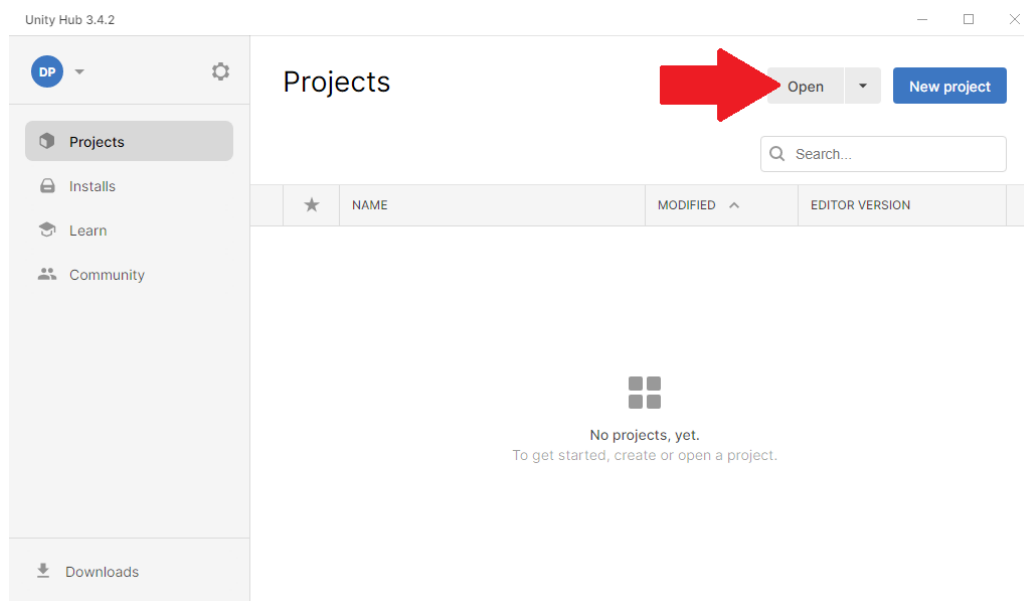 Unity Hub 3.4.2
DP
Projects
Open
New project
Projects
Installs
Learn
Community
Search...
NAME
MODIFIED
EDITOR VERSION
No projects, yet.
To get started, create or open a project.
Downloads